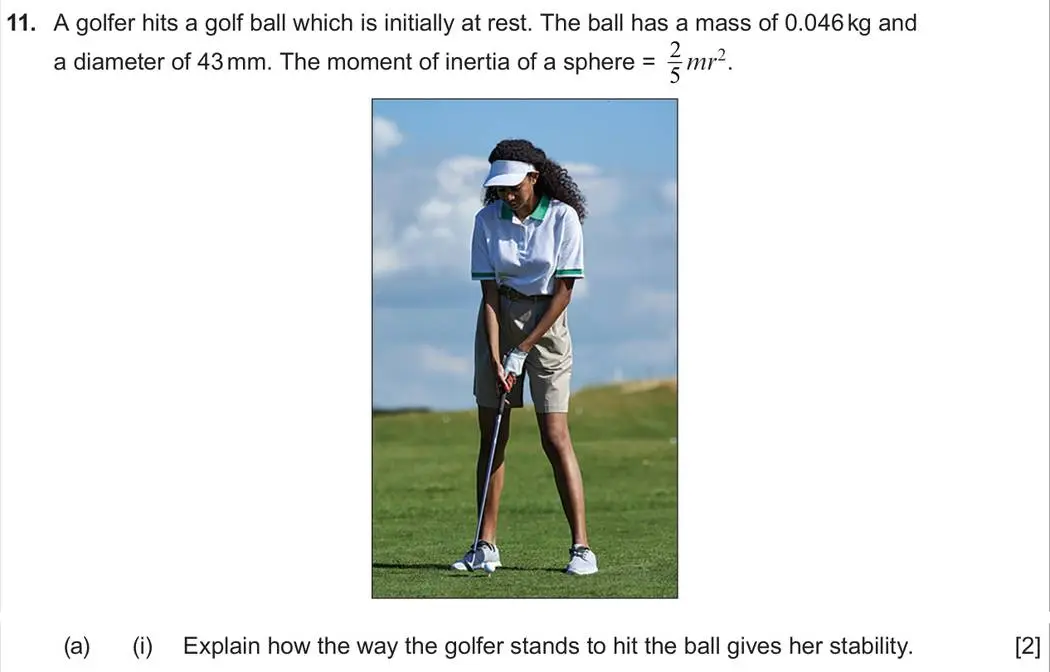 11. A golfer hits a golf ball which is initially at rest. The ball has a mass of 0.046 kg and
a diameter of 43 mm. The moment of inertia of a sphere = 2/5 mr².
(a) (i) Explain how the way the golfer stands to hit the ball gives her stability. [2]